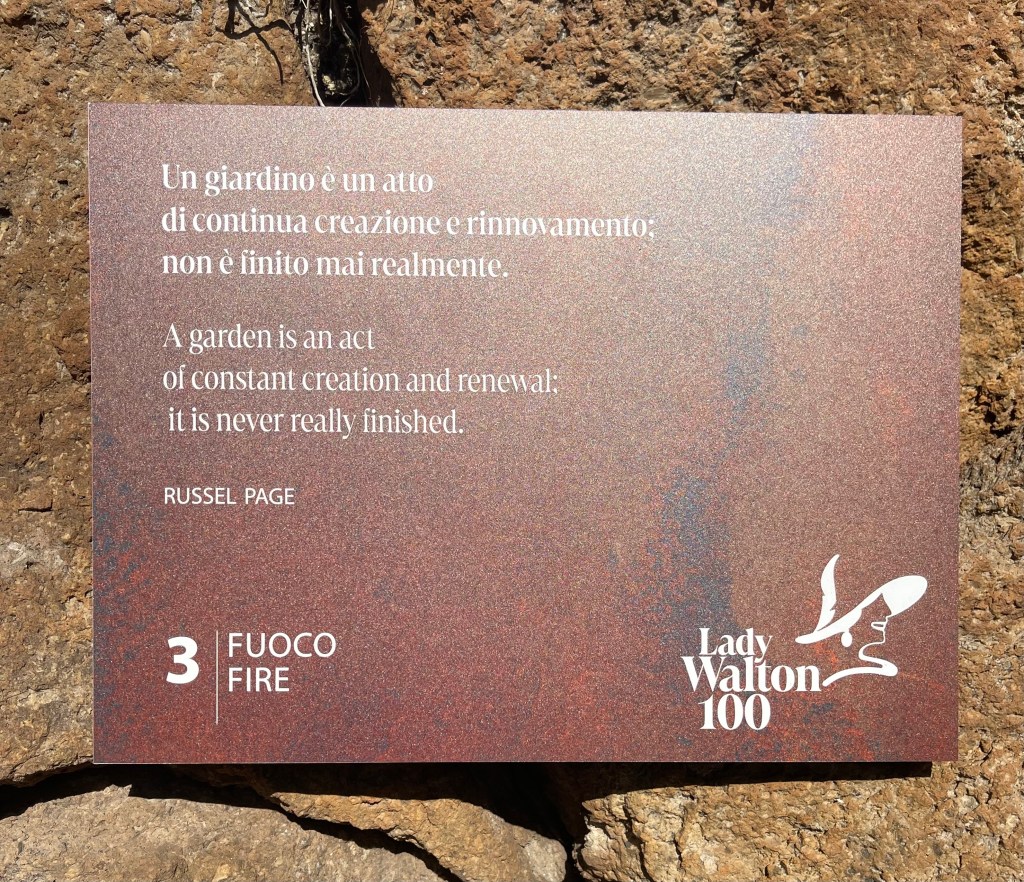 Un giardino è un atto
di continua creazione e rinnovamento;
non è finito mai realmente.
A garden is an act
of constant creation and renewal;
it is never really finished.
RUSSEL PAGE
3
FUOCO
FIRE
Lady
Walton
100